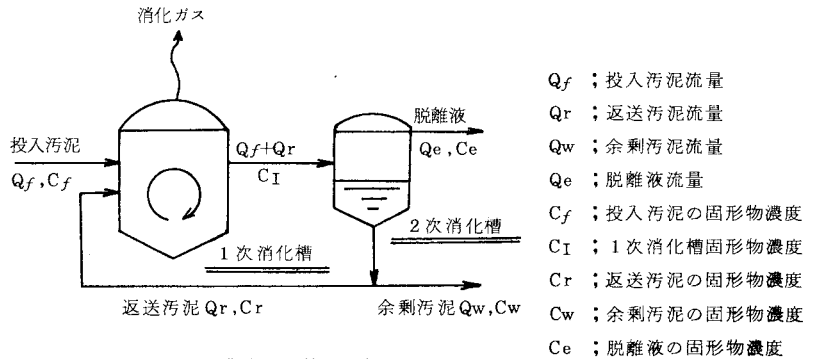 消化ガス
投入汚泥
Qf,Cf
Qf+Qr
CI
脱離液
Qe,Ce
1次消化槽
2次消化槽
返送汚泥Qr,Cr
余剰汚泥Qw,Cw
Qf ;投入汚泥流量
Qr ;返送汚泥流量
Qw ;余剰汚泥流量
Qe ;脱離液流量
Cf ;投入汚泥の固形物濃度
CI ;1次消化槽固形物濃度
Cr ;返送汚泥の固形物濃度
Cw ;余剰汚泥の固形物濃度
Ce ;脱離液の固形物濃度